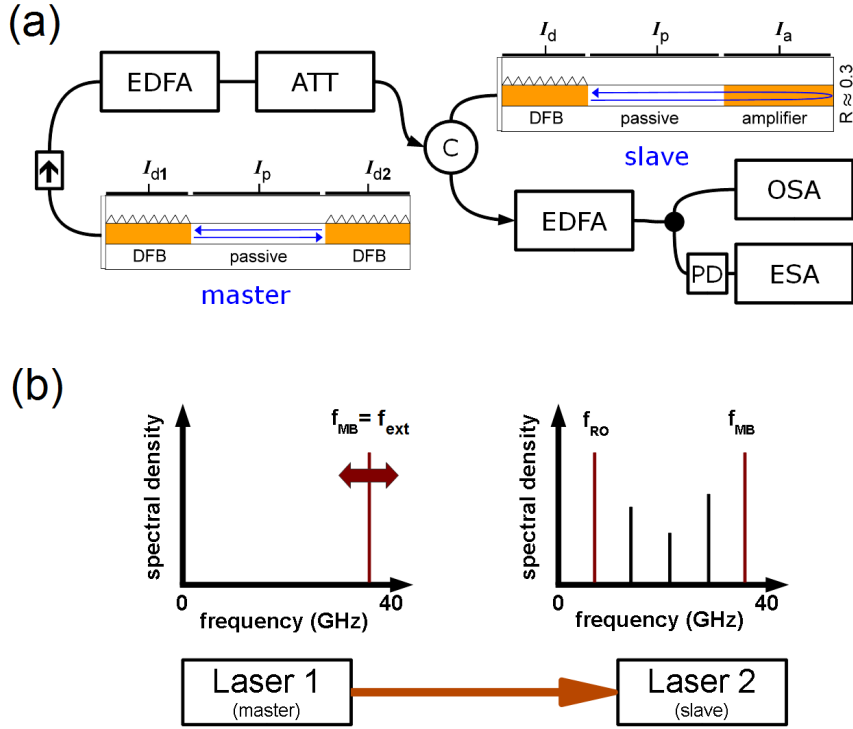 (a)
I_d I_p I_a
EDFA ATT
DFB passive amplifier
R ≈ 0.3
C
slave
I_d1 I_p I_d2
DFB passive DFB
master
EDFA
OSA
PD
ESA
(b)
spectral density
f_MB = f_ext
0 40
frequency (GHz)
spectral density
f_RO f_MB
0 40
frequency (GHz)
Laser 1
(master)
Laser 2
(slave)